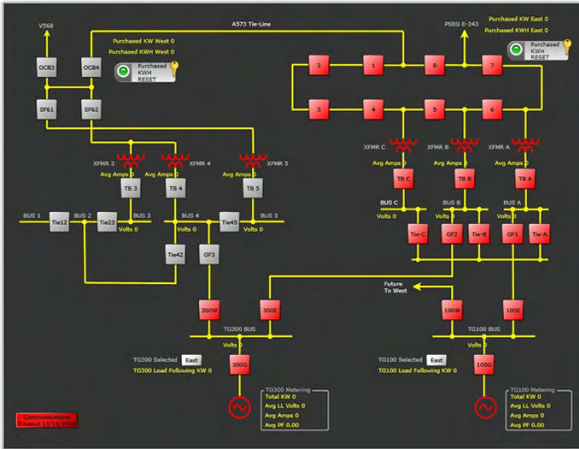 V568
A573 Tie-Line
PSEG E-343
Purchased KW West 0
Purchased KWH West 0
Purchased KW East 0
Purchased KWH East 0
Purchased
KWH
RESET
Purchased
KWH
RESET
OCB3
OCB4
2
1
8
7
SF61
SF62
3
4
5
6
XFMR 3
XFMR 4
XFMR 5
XFMR C
XFMR B
XFMR A
Avg Amps 0
Avg Amps 0
Avg Amps 0
Avg Amps 0
Avg Amps 0
Avg Amps 0
TB 3
TB 4
TB 5
TB C
TB B
TB A
BUS 1
Tie12
BUS 2
Tie23
BUS 3
BUS 4
Tie45
BUS 5
Volts 0
Volts 0
BUS C
BUS B
BUS A
Volts 0
Volts 0
Volts 0
Tie42
GF3
Tie-C
GF2
Tie-B
GF1
Tie-A
Future
To West
300W
300E
100W
100E
TG300 BUS
TG100 BUS
Volts 0
Volts 0
TG300 Selected
East
300G
TG300 Load Following KW 0
TG100 Selected
East
100G
TG100 Load Following KW 0
TG300 Metering
Total KW 0
Avg LL Volts 0
Avg Amps 0
Avg PF 0.00
TG100 Metering
Total KW 0
Avg LL Volts 0
Avg Amps 0
Avg PF 0.00
Communications
Timeout